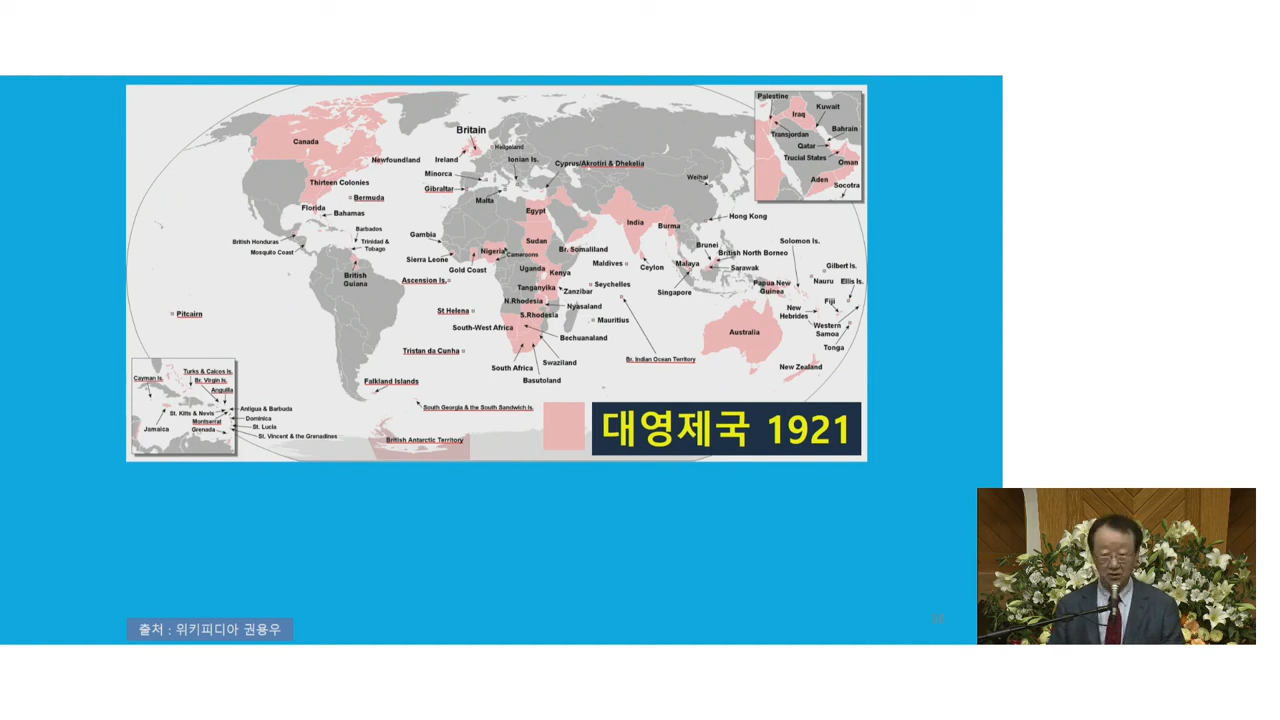 Palestine
Kuwait
Iraq
Bahrain
Transjordan
Qatar
Trucial States
Oman
Aden
Socotra
Britain
Heligoland
Canada
Newfoundland
Ireland
Ionian Is.
Cyprus/Akrotiri & Dhekelia
Minorca
Weihai
Thirteen Colonies
Gibraltar
Bermuda
Malta
Florida
Bahamas
Egypt
India
Burma
Hong Kong
Barbados
British Honduras
Trinidad &
Tobago
Mosquito Coast
Gambia
Sudan
Nigeria
Cameroons
Br. Somaliland
Brunei
Solomon Is.
British North Borneo
Sierra Leone
Gold Coast
Maldives
Ceylon
Malaya
Sarawak
Gilbert Is.
British
Guiana
Ascension Is.
Uganda
Kenya
Seychelles
Singapore
Papua New
Guinea
Nauru
Ellis Is.
Tanganyika
Zanzibar
N.Rhodesia
Nyasaland
Fiji
Pitcairn
St Helena
S.Rhodesia
Mauritius
New
Hebrides
South-West Africa
Bechuanaland
Australia
Western
Samoa
Tonga
Tristan da Cunha
Swaziland
Br. Indian Ocean Territory
South Africa
Basutoland
New Zealand
Falkland Islands
South Georgia & the South Sandwich Is.
British Antarctic Territory
Turks & Caicos Is.
Cayman Is.
Br. Virgin Is.
Anguilla
St. Kitts & Nevis
Antigua & Barbuda
Montserrat
Dominica
Jamaica
Grenada
St. Lucia
St. Vincent & the Grenadines
대영제국 1921
출처 : 위키피디아 권용우